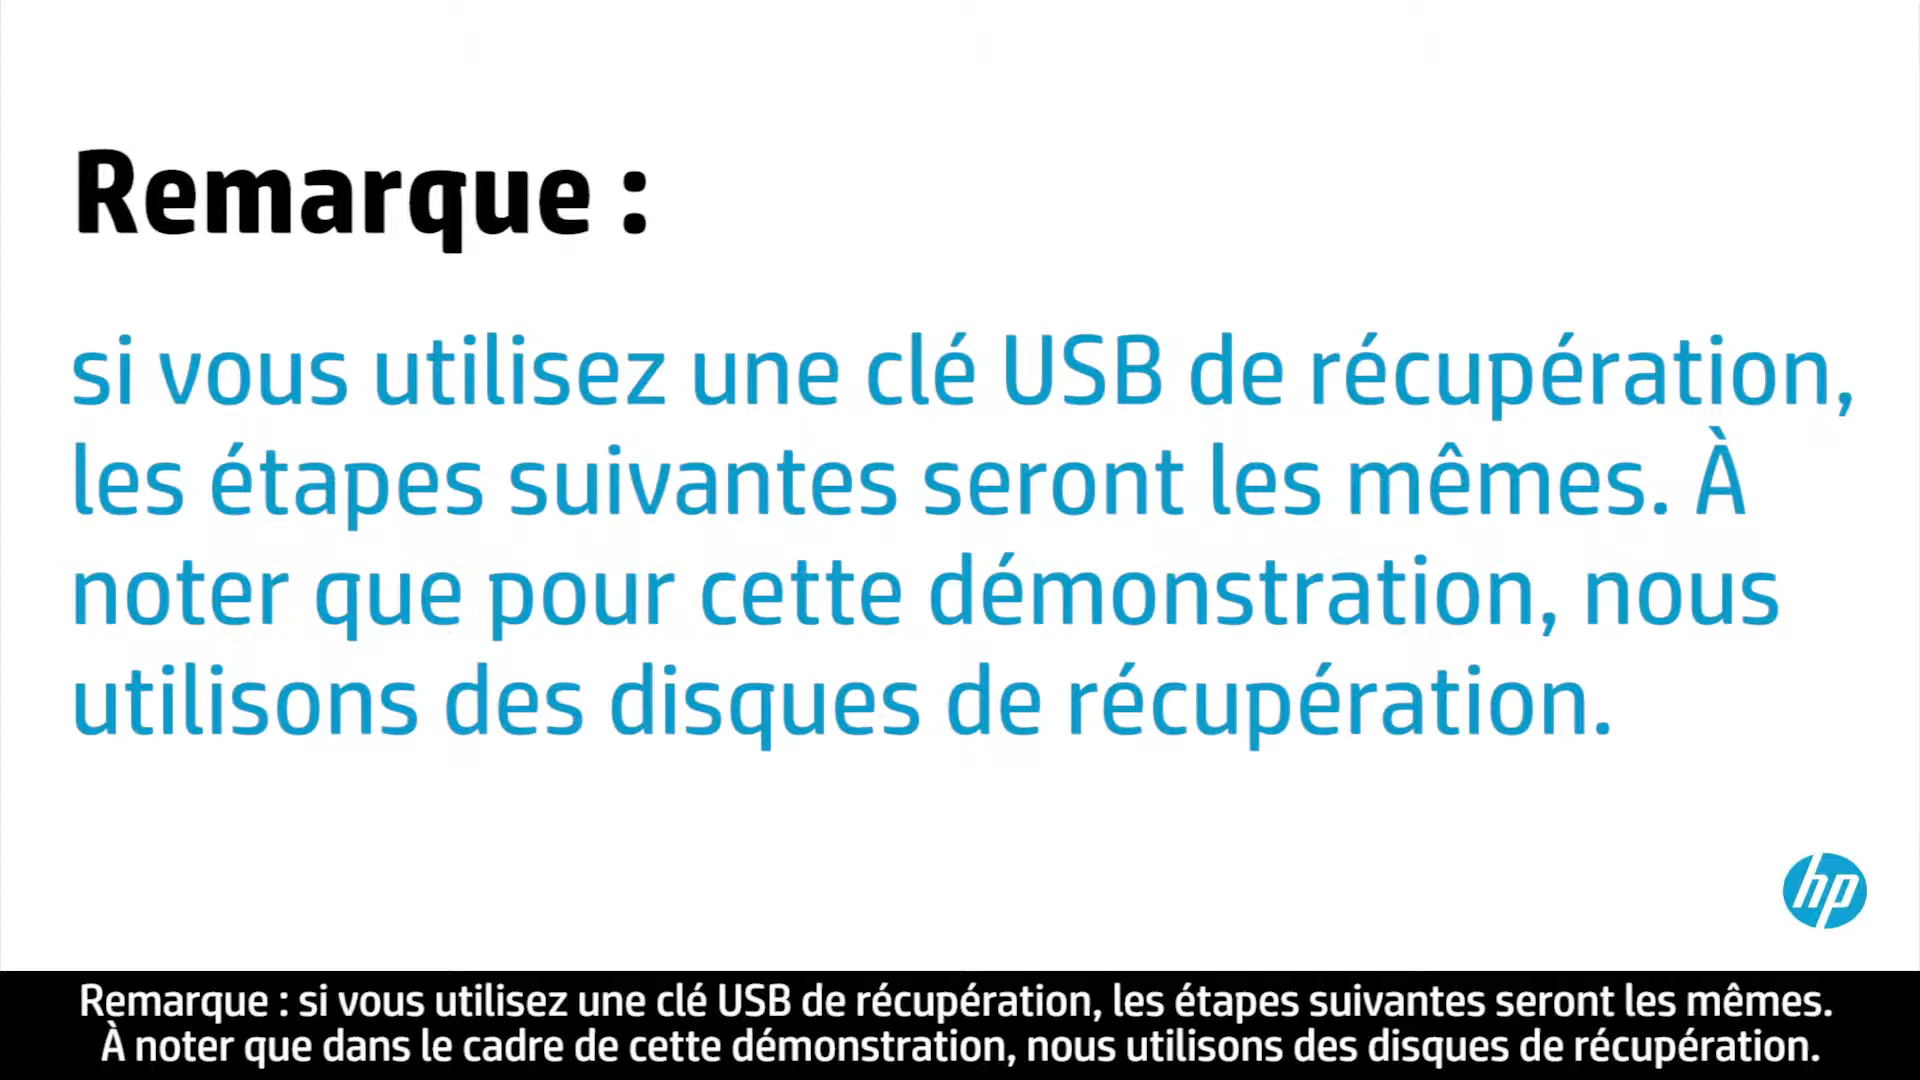 Remarque :
si vous utilisez une clé USB de récupération,
les étapes suivantes seront les mêmes. À
noter que pour cette démonstration, nous
utilisons des disques de récupération.
hp
Remarque : si vous utilisez une clé USB de récupération, les étapes suivantes seront les mêmes.
À noter que dans le cadre de cette démonstration, nous utilisons des disques de récupération.